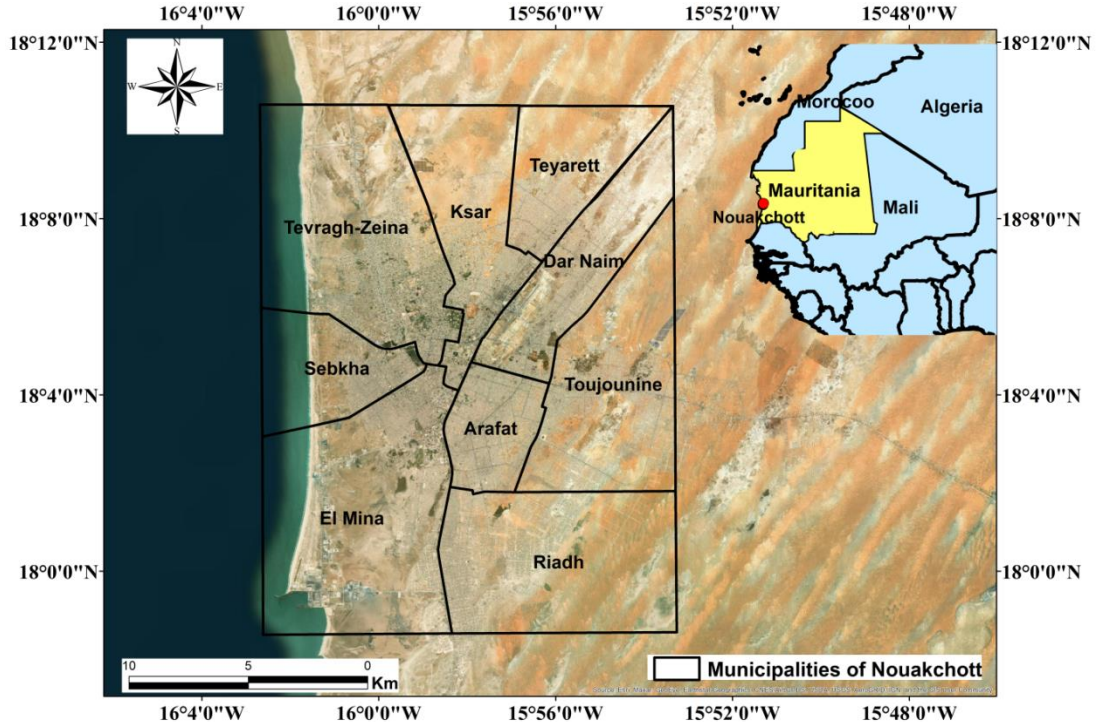 16°4'0"W 16°0'0"W 15°56'0"W 15°52'0"W 15°48'0"W
18°12'0"N 18°12'0"N
N
W E
S
Morocoo
Algeria
Teyarett
Mauritania
Mali
Ksar
Nouakchott
18°8'0"N 18°8'0"N
Tevragh-Zeina
Dar Naim
Sebkha
Toujounine
18°4'0"N 18°4'0"N
Arafat
El Mina
Riadh
18°0'0"N 18°0'0"N
10 5 0
Km
Municipalities of Nouakchott
16°4'0"W 16°0'0"W 15°56'0"W 15°52'0"W 15°48'0"W